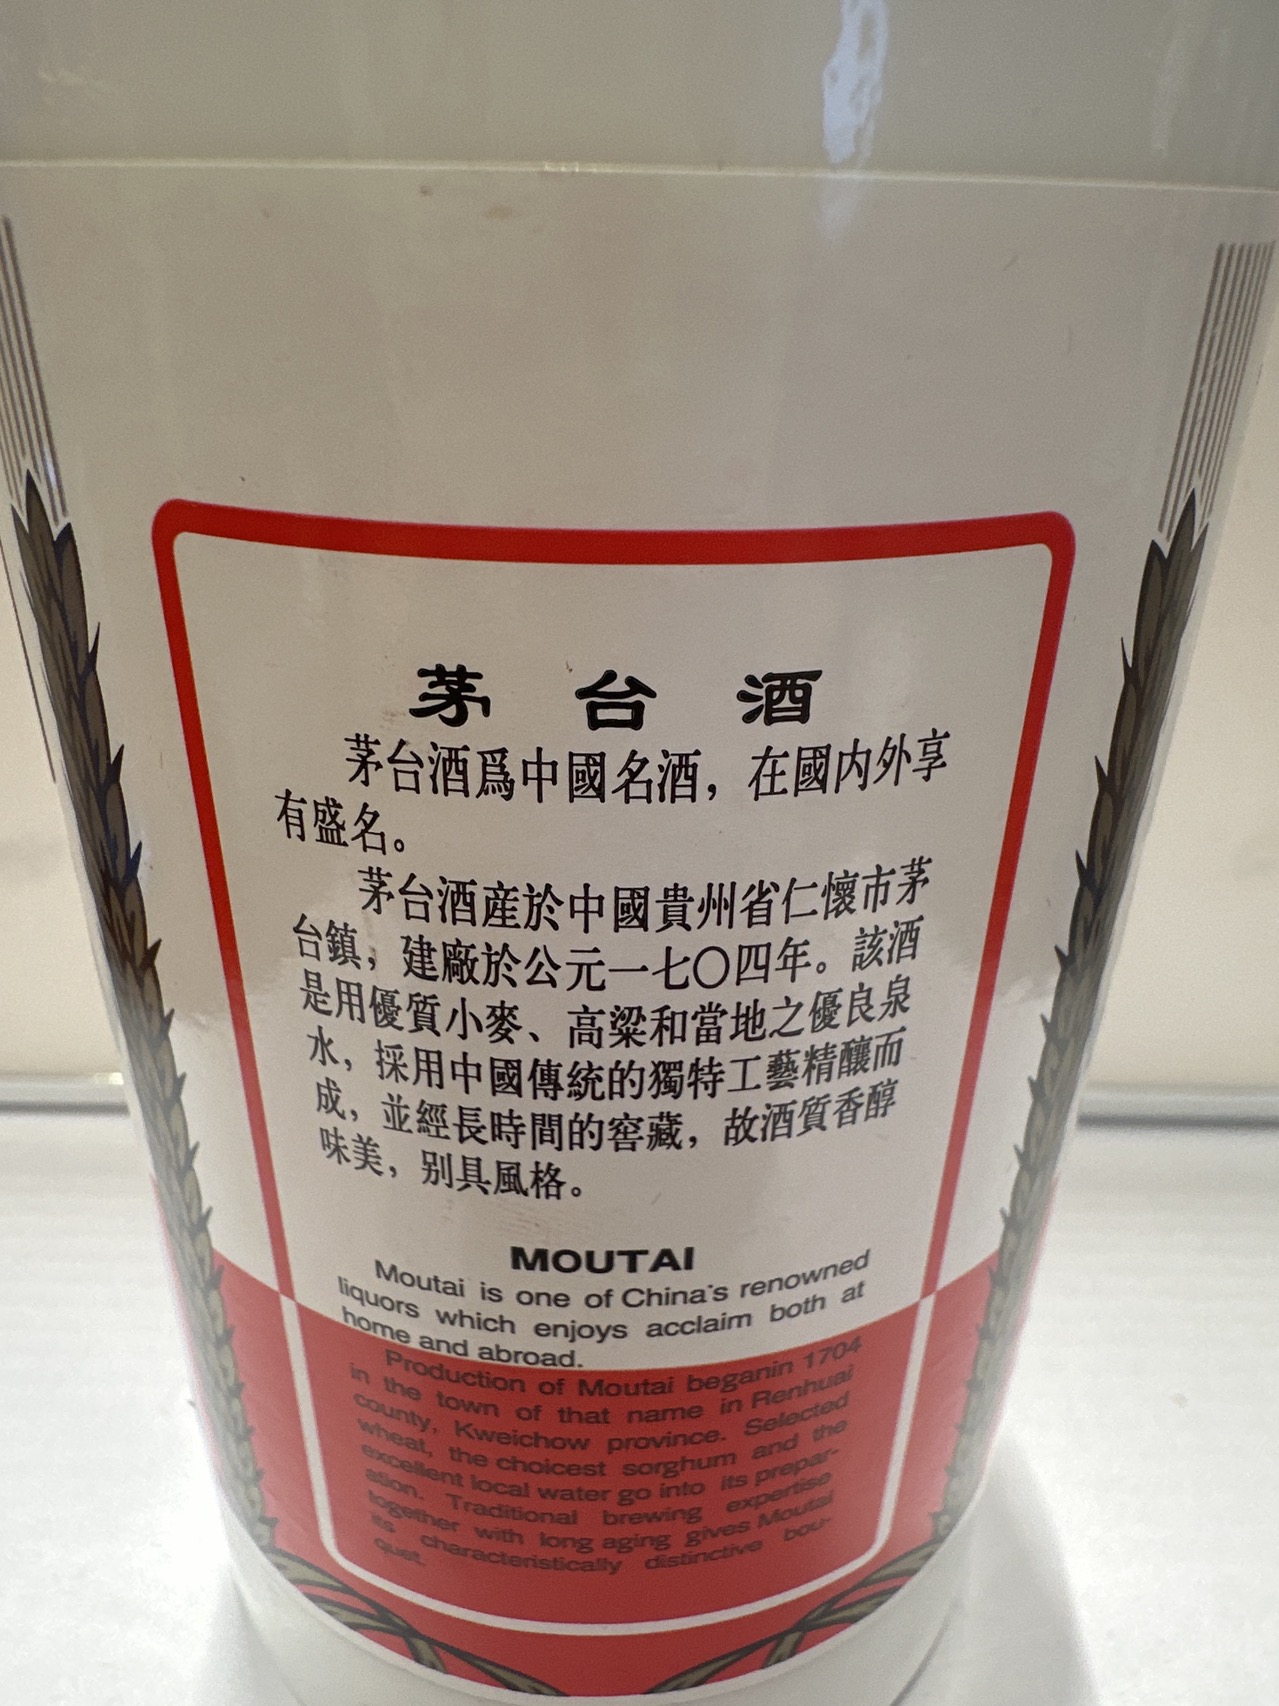 茅台酒
茅台酒爲中國名酒，在國内外享
有盛名。
茅台酒産於中國貴州省仁懷市茅
台鎮，建廠於公元一七〇四年。該酒
是用優質小麥、高粱和當地之優良泉
水，採用中國傳統的獨特工藝精釀而
成，並經長時間的窖藏，故酒質香醇
味美，别具風格。
MOUTAI
Moutai is one of China's renowned
liquors which enjoys acclaim both at
home and abroad.
Production of Moutai beganin 1704
in the town of that name in Renhuai
county, Kweichow province. Selected
wheat, the choicest sorghum and the
excellent local water go into its prepar-
ation. Traditional brewing expertise
together with long aging gives Moutai
its characteristically distinctive bou-
quet.